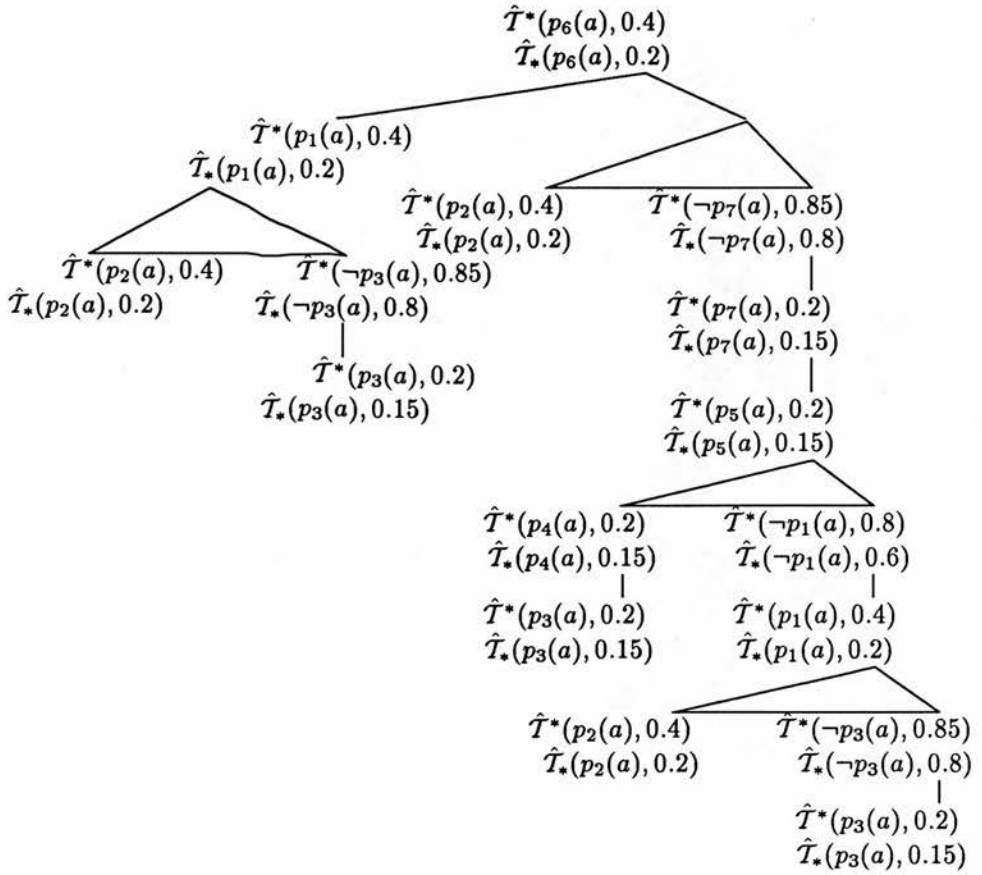 𝒯̂*(p₆(a), 0.4)
𝒯̂⁎(p₆(a), 0.2)
𝒯̂*(p₁(a), 0.4)
𝒯̂⁎(p₁(a), 0.2)
𝒯̂*(p₂(a), 0.4)
𝒯̂⁎(p₂(a), 0.2)
𝒯̂*(¬p₃(a), 0.85)
𝒯̂⁎(¬p₃(a), 0.8)
𝒯̂*(p₃(a), 0.2)
𝒯̂⁎(p₃(a), 0.15)
𝒯̂*(p₂(a), 0.4)
𝒯̂⁎(p₂(a), 0.2)
𝒯̂*(¬p₇(a), 0.85)
𝒯̂⁎(¬p₇(a), 0.8)
𝒯̂*(p₇(a), 0.2)
𝒯̂⁎(p₇(a), 0.15)
𝒯̂*(p₅(a), 0.2)
𝒯̂⁎(p₅(a), 0.15)
𝒯̂*(p₄(a), 0.2)
𝒯̂⁎(p₄(a), 0.15)
𝒯̂*(p₃(a), 0.2)
𝒯̂⁎(p₃(a), 0.15)
𝒯̂*(¬p₁(a), 0.8)
𝒯̂⁎(¬p₁(a), 0.6)
𝒯̂*(p₁(a), 0.4)
𝒯̂⁎(p₁(a), 0.2)
𝒯̂*(p₂(a), 0.4)
𝒯̂⁎(p₂(a), 0.2)
𝒯̂*(¬p₃(a), 0.85)
𝒯̂⁎(¬p₃(a), 0.8)
𝒯̂*(p₃(a), 0.2)
𝒯̂⁎(p₃(a), 0.15)